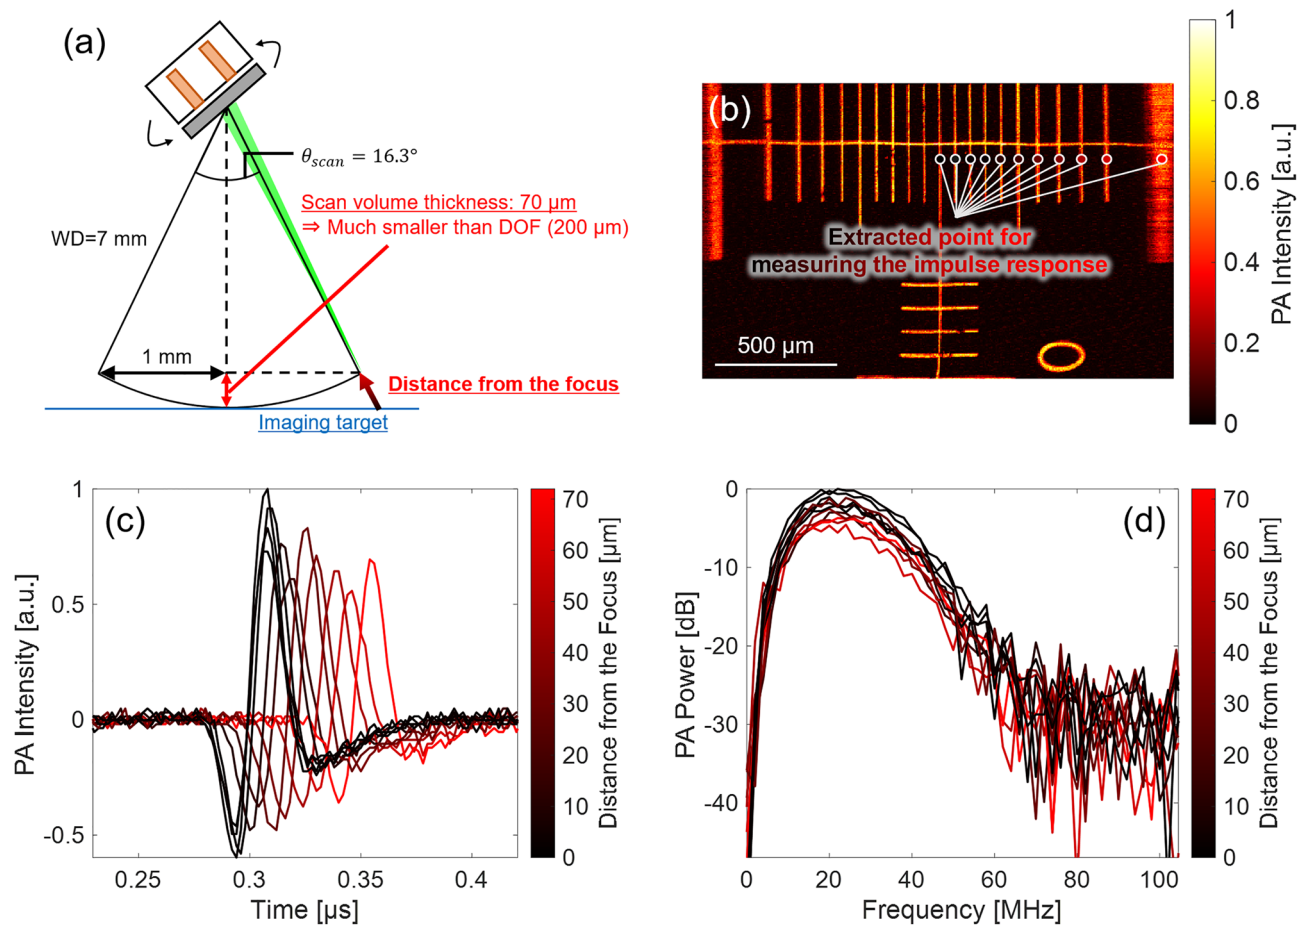 (a)
θscan = 16.3°
Scan volume thickness: 70 µm
⇒ Much smaller than DOF (200 µm)
WD=7 mm
1 mm
Distance from the focus
Imaging target
(b)
Extracted point for
measuring the impulse response
500 µm
1
0.8
0.6
0.4
0.2
0
PA Intensity [a.u.]
(c)
1
0.5
0
-0.5
PA Intensity [a.u.]
0.25
0.3
0.35
0.4
Time [µs]
70
60
50
40
30
20
10
0
Distance from the Focus [µm]
(d)
0
-10
-20
-30
-40
PA Power [dB]
0
20
40
60
80
100
Frequency [MHz]
70
60
50
40
30
20
10
0
Distance from the Focus [µm]